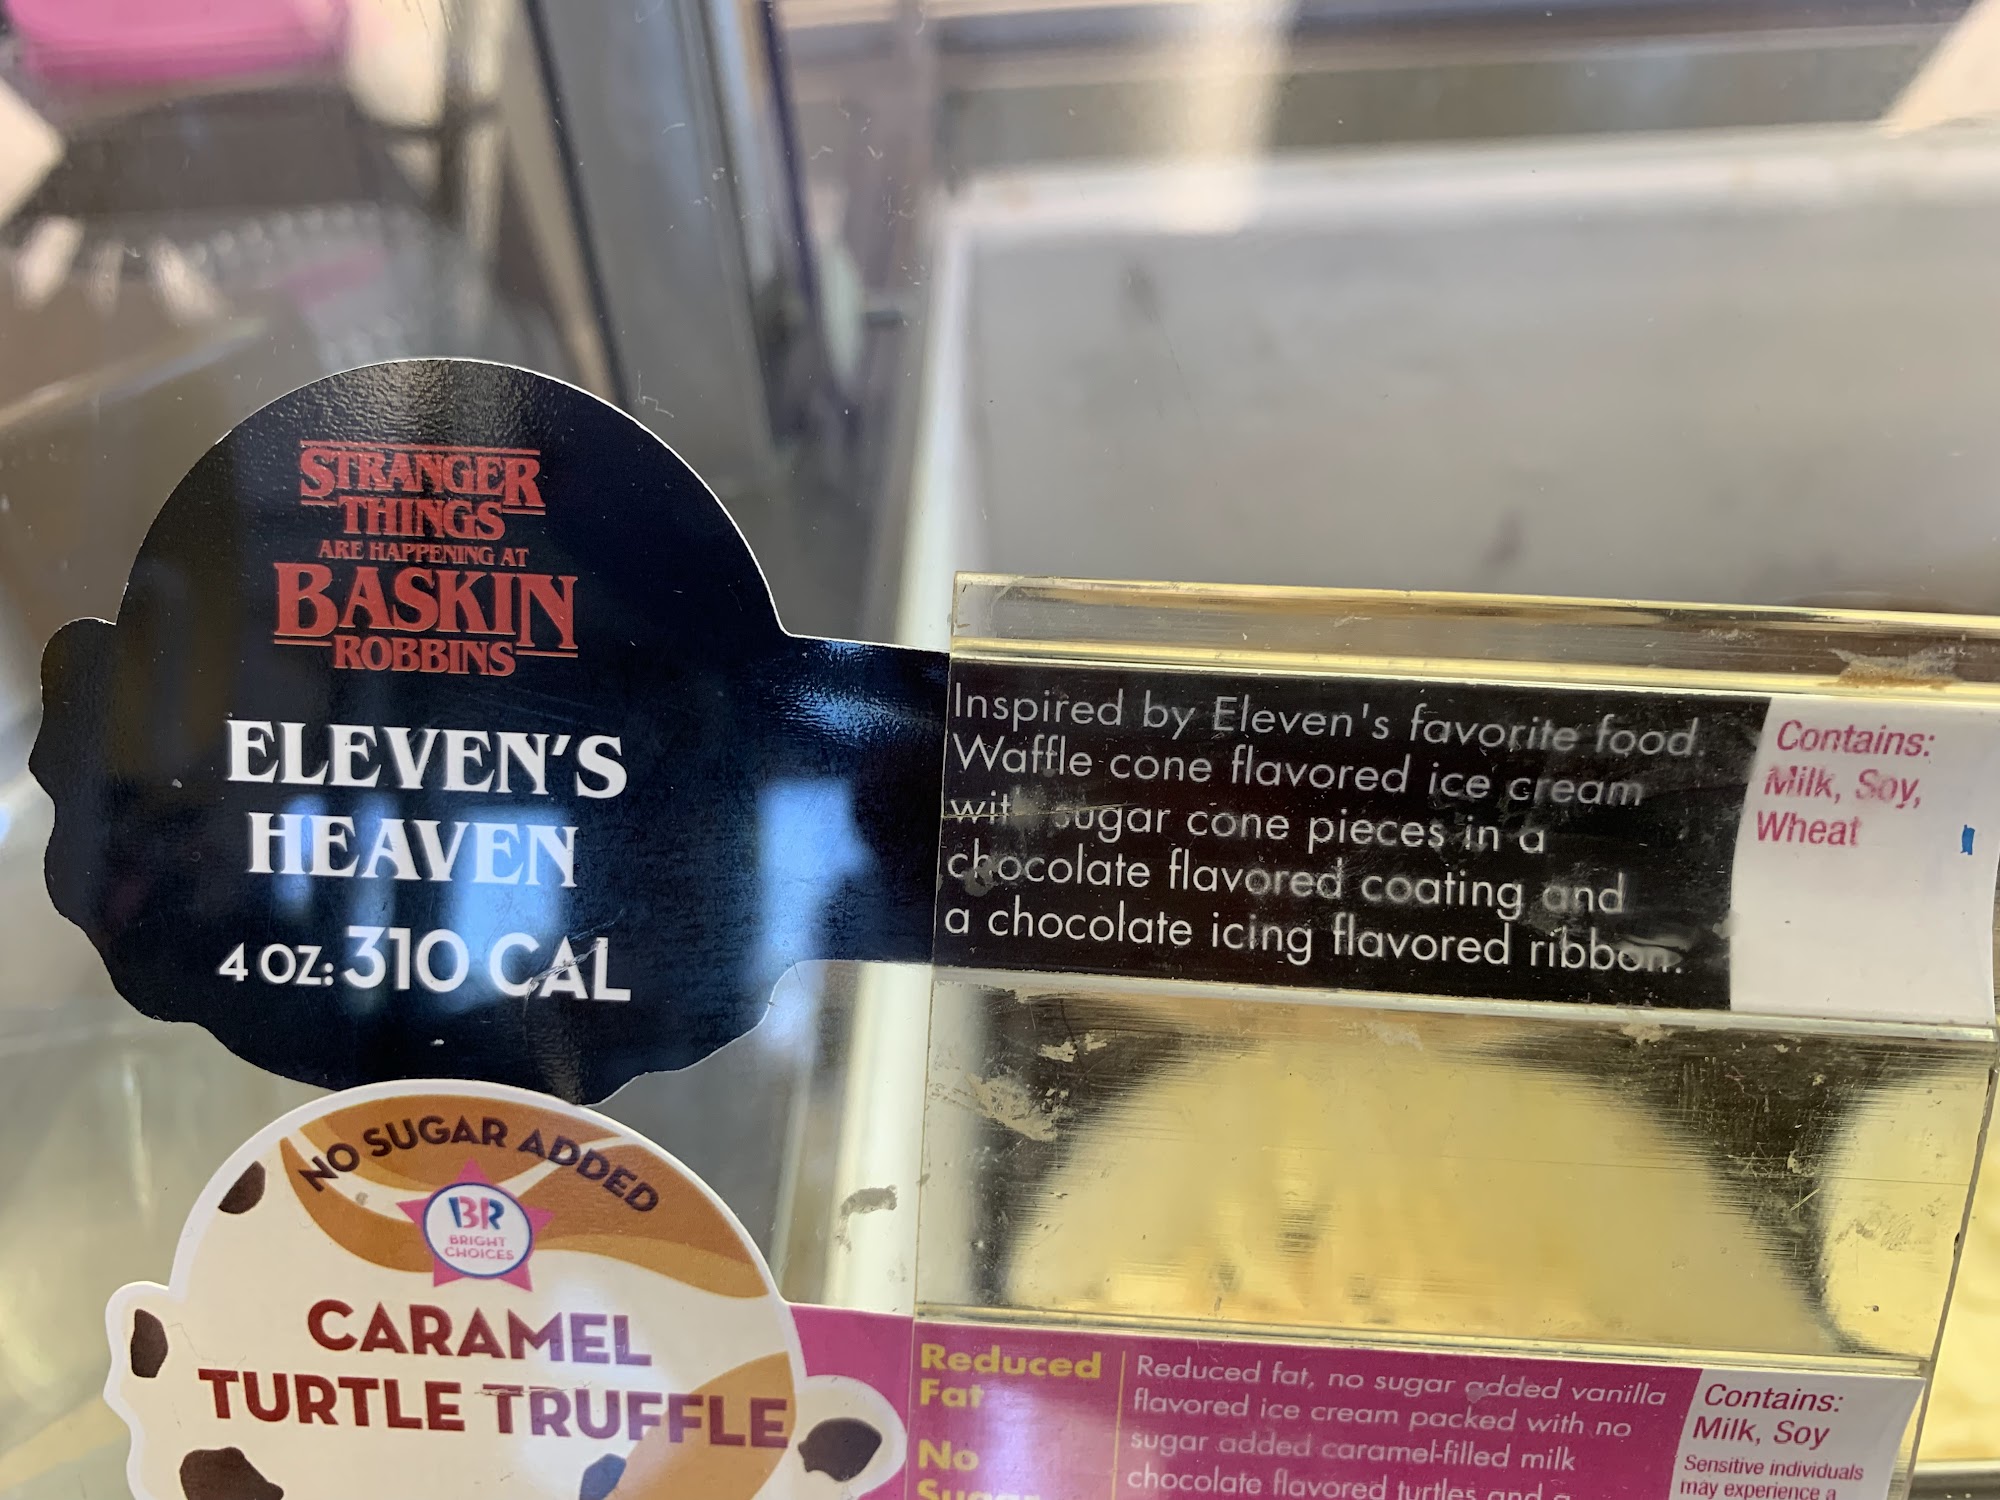 STRANGER
THINGS
ARE HAPPENING AT
BASKIN
ROBBINS
ELEVEN'S
HEAVEN
4 OZ: 310 CAL
Inspired by Eleven's favorite food.
Waffle cone flavored ice cream
with sugar cone pieces in a
chocolate flavored coating and
a chocolate icing flavored ribbon.
Contains:
Milk, Soy,
Wheat
NO SUGAR ADDED
BR
BRIGHT
CHOICES
CARAMEL
TURTLE TRUFFLE
Reduced
Fat
No
Sugar
Reduced fat, no sugar added vanilla
flavored ice cream packed with no
sugar added caramel-filled milk
chocolate flavored turtles and a
Contains:
Milk, Soy
Sensitive individuals
may experience a